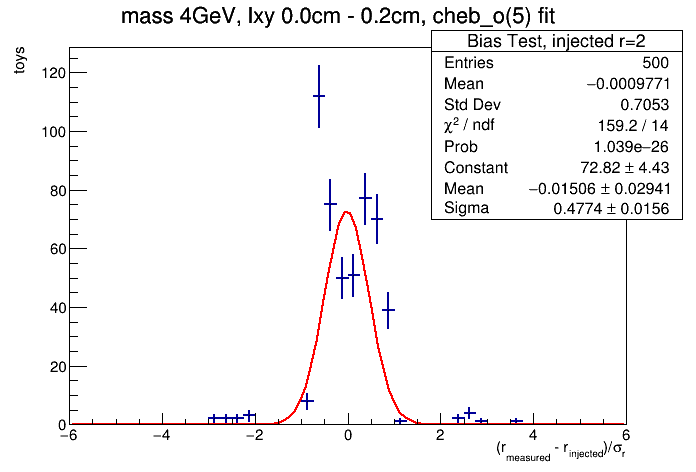 mass 4GeV, lxy 0.0cm - 0.2cm, cheb_o(5) fit
toys
Bias Test, injected r=2
Entries 500
Mean −0.0009771
Std Dev 0.7053
χ² / ndf 159.2 / 14
Prob 1.039e−26
Constant 72.82 ± 4.43
Mean −0.01506 ± 0.02941
Sigma 0.4774 ± 0.0156
120
100
80
60
40
20
0
−6 −4 −2 0 2 4 6
(r_measured - r_injected)/σ_r